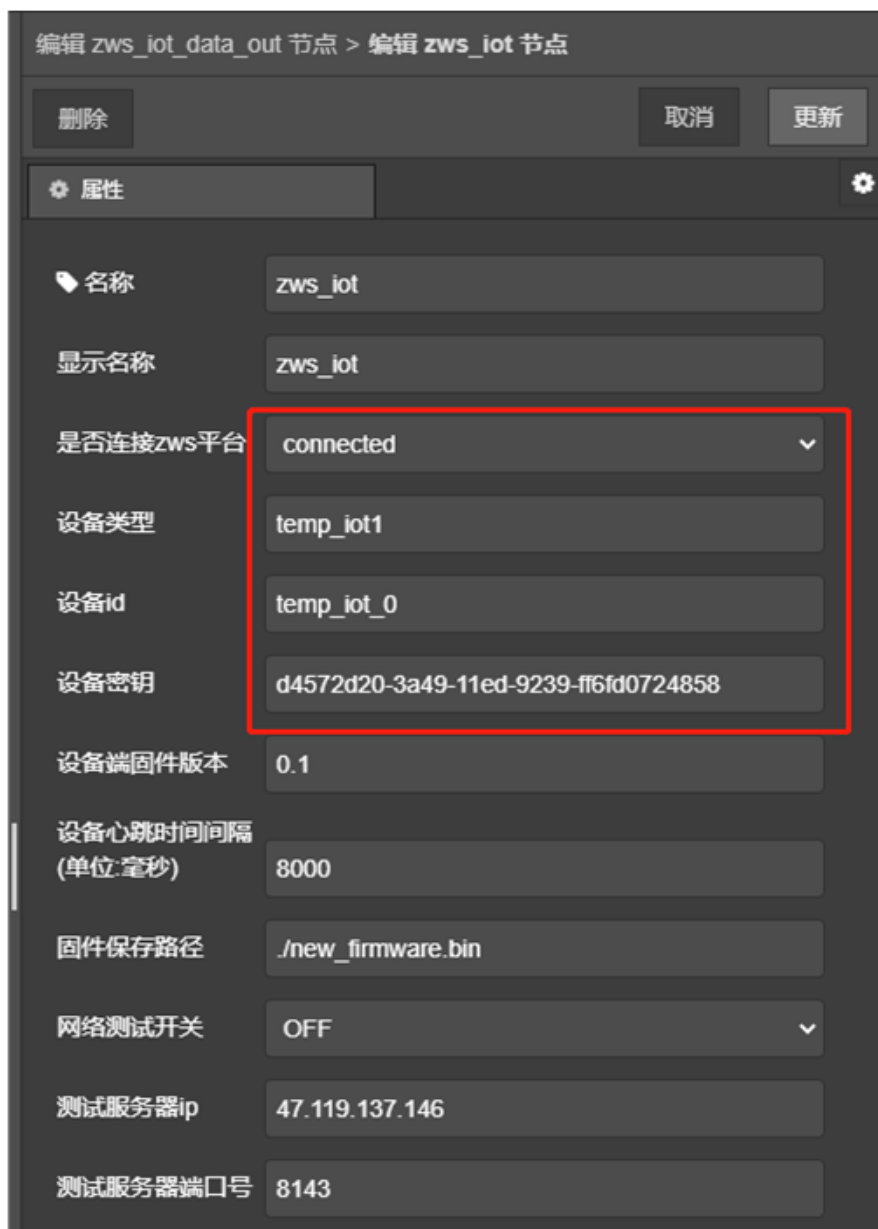 编辑 zws_iot_data_out 节点 > 编辑 zws_iot 节点
删除 取消 更新
属性
名称 zws_iot
显示名称 zws_iot
是否连接zws平台 connected
设备类型 temp_iot1
设备id temp_iot_0
设备密钥 d4572d20-3a49-11ed-9239-ff6fd0724858
设备端固件版本 0.1
设备心跳时间间隔
(单位:毫秒) 8000
固件保存路径 ./new_firmware.bin
网络测试开关 OFF
测试服务器ip 47.119.137.146
测试服务器端口号 8143